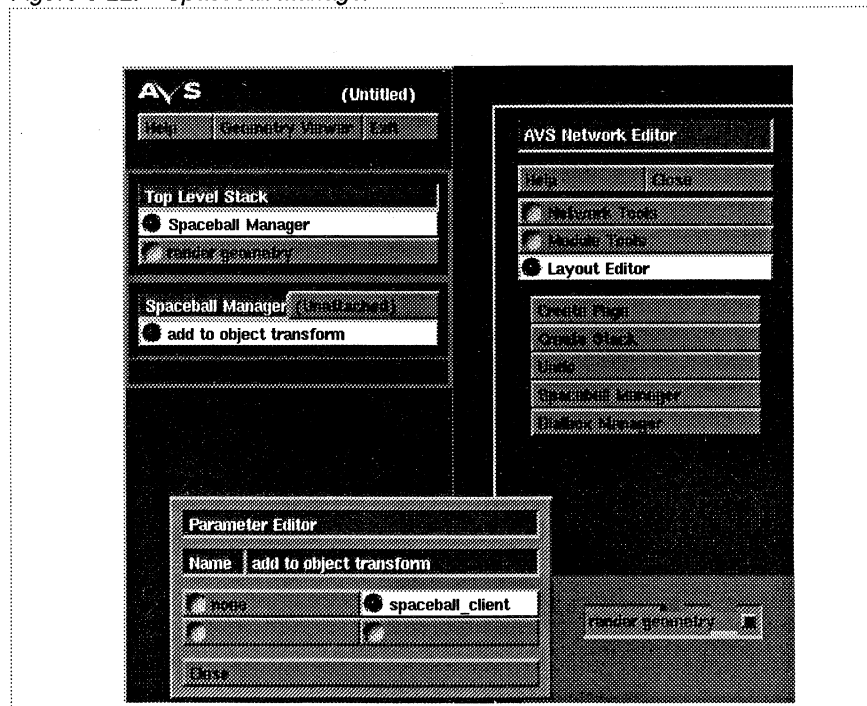 AVS (Untitled)
Help Geometry Viewer Exit
Top Level Stack
Spaceball Manager
render geometry
Spaceball Manager (Unattached)
add to object transform
AVS Network Editor
Help Close
Network Tools
Module Tools
Layout Editor
Create Page
Create Stack
Undo
Spaceball Manager
Dialbox Manager
Parameter Editor
Name add to object transform
none spaceball_client
Close
render geometry